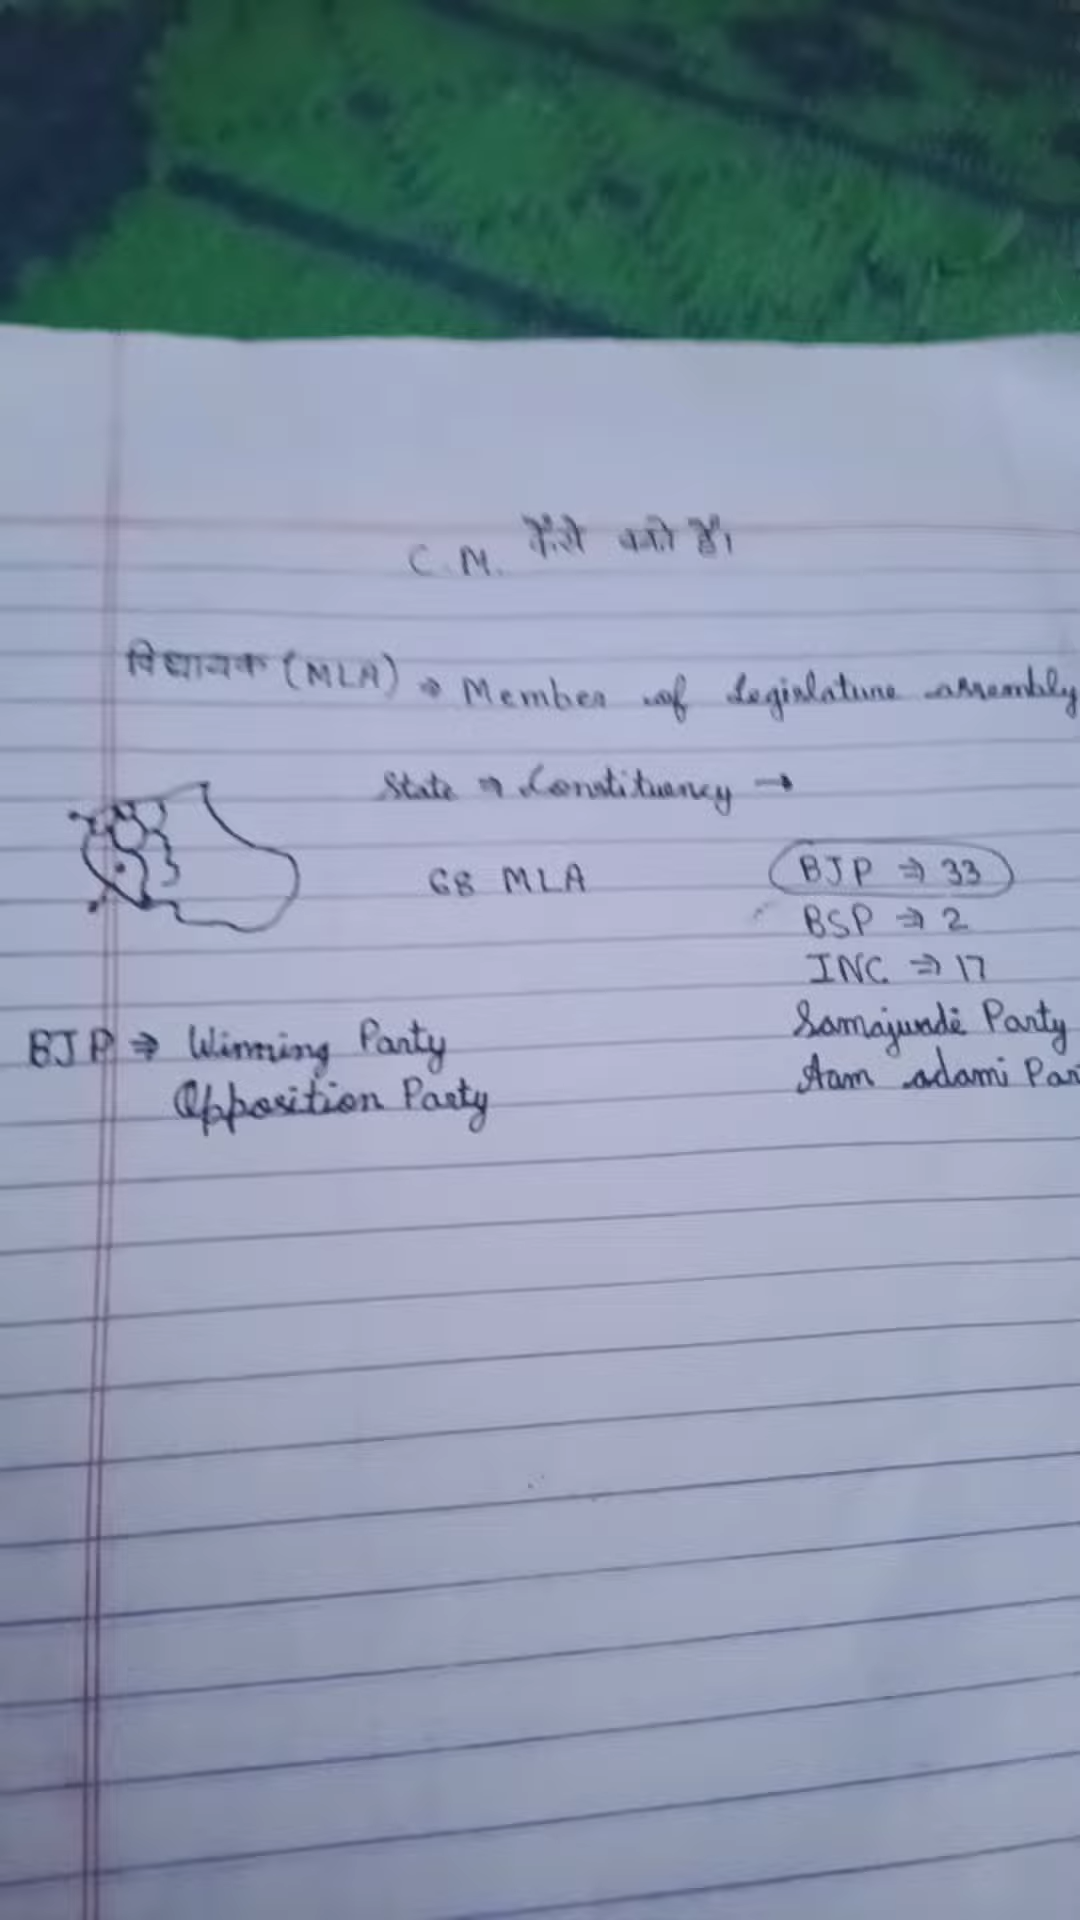 C.M. कैसे बनते हैं।
विधायक (MLA) ⇒ Member of Legislature assembly
State ⇒ Constituency →
68 MLA
BJP ⇒ 33
BSP ⇒ 2
INC ⇒ 17
Samajwadi Party
Aam adami Par
BJP ⇒ Winning Party
Opposition Party